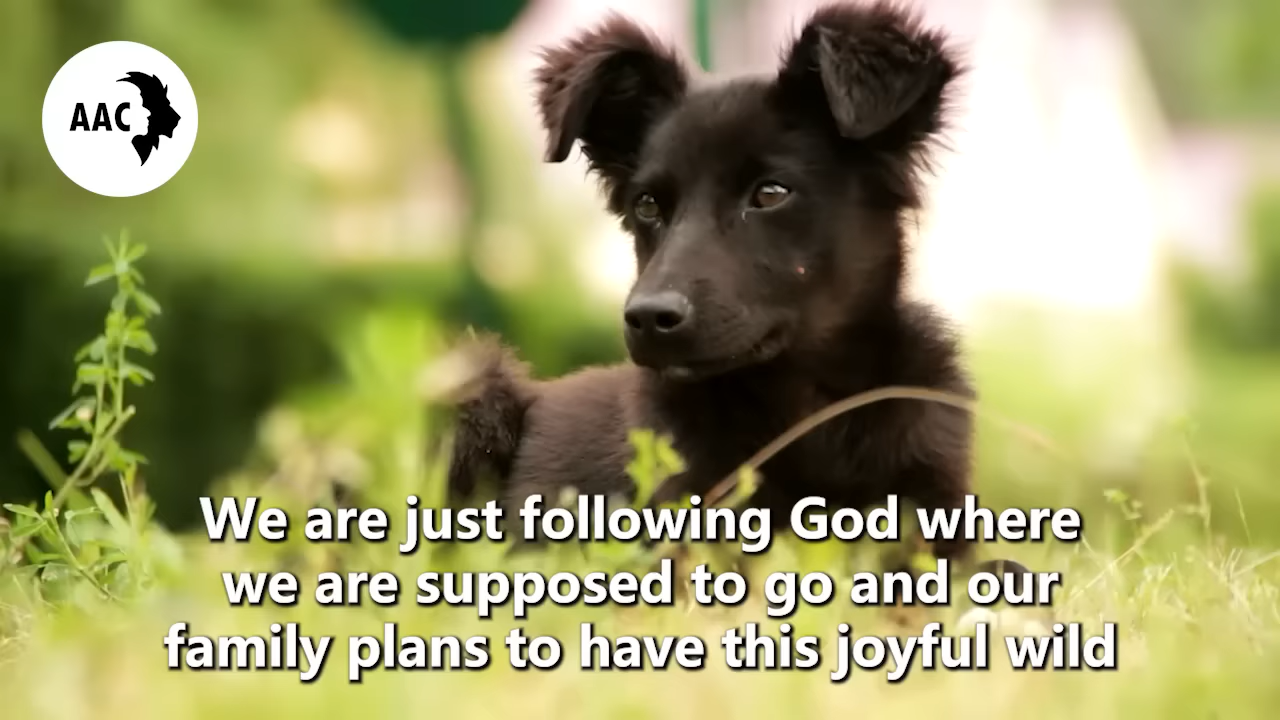 AAC
We are just following God where
we are supposed to go and our
family plans to have this joyful wild